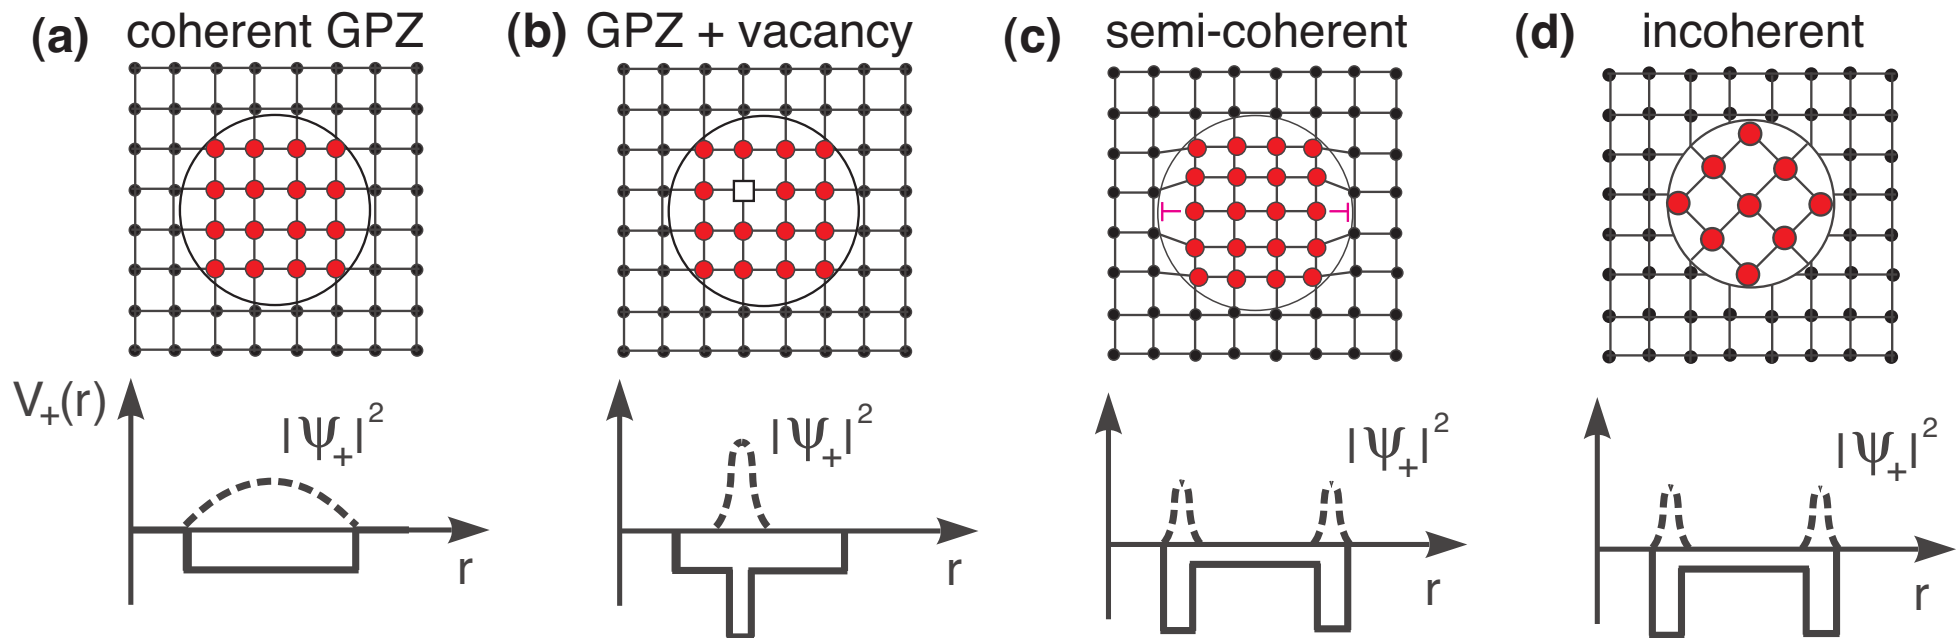 (a) coherent GPZ
(b) GPZ + vacancy
(c) semi-coherent
(d) incoherent
V₊(r)
|Ψ₊|²
r
|Ψ₊|²
r
|Ψ₊|²
r
|Ψ₊|²
r